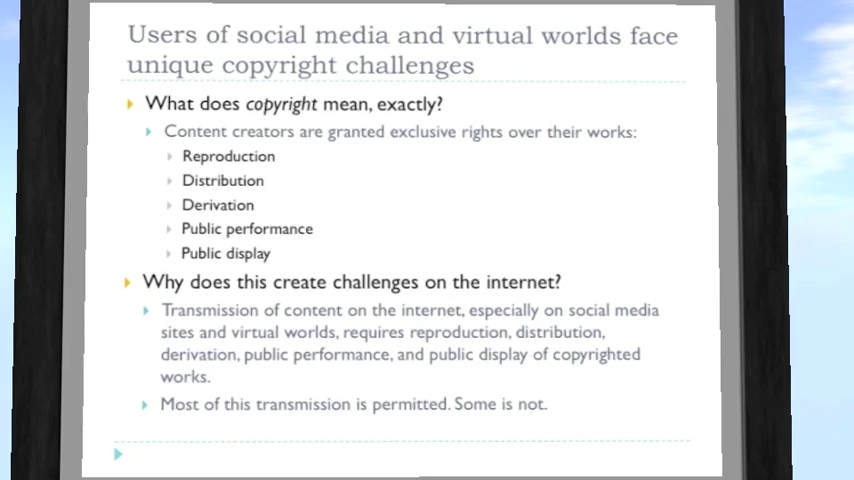 Users of social media and virtual worlds face
unique copyright challenges
What does copyright mean, exactly?
Content creators are granted exclusive rights over their works:
Reproduction
Distribution
Derivation
Public performance
Public display
Why does this create challenges on the internet?
Transmission of content on the internet, especially on social media
sites and virtual worlds, requires reproduction, distribution,
derivation, public performance, and public display of copyrighted
works.
Most of this transmission is permitted. Some is not.